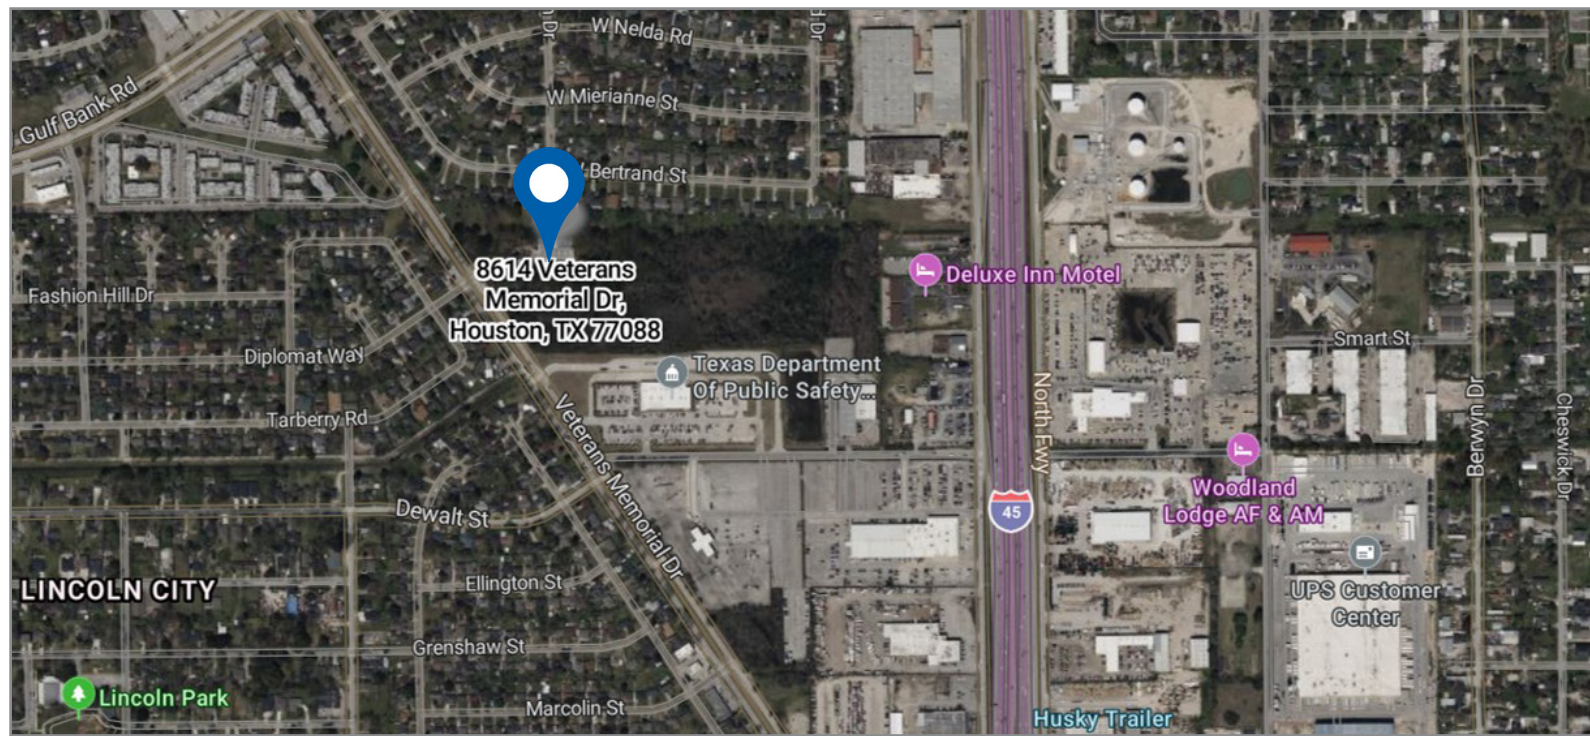 W Nelda Rd
W Mierianne St
Gulf Bank Rd
Bertrand St
8614 Veterans
Memorial Dr,
Houston, TX 77088
Deluxe Inn Motel
Fashion Hill Dr
Diplomat Way
Smart St
Texas Department
Of Public Safety...
Tarberry Rd
Veterans Memorial Dr
North Fwy
Berwyn Dr
Cheswick Dr
Dewalt St
45
Woodland
Lodge AF & AM
Ellington St
LINCOLN CITY
UPS Customer
Center
Grenshaw St
Lincoln Park
Marcolin St
Husky Trailer